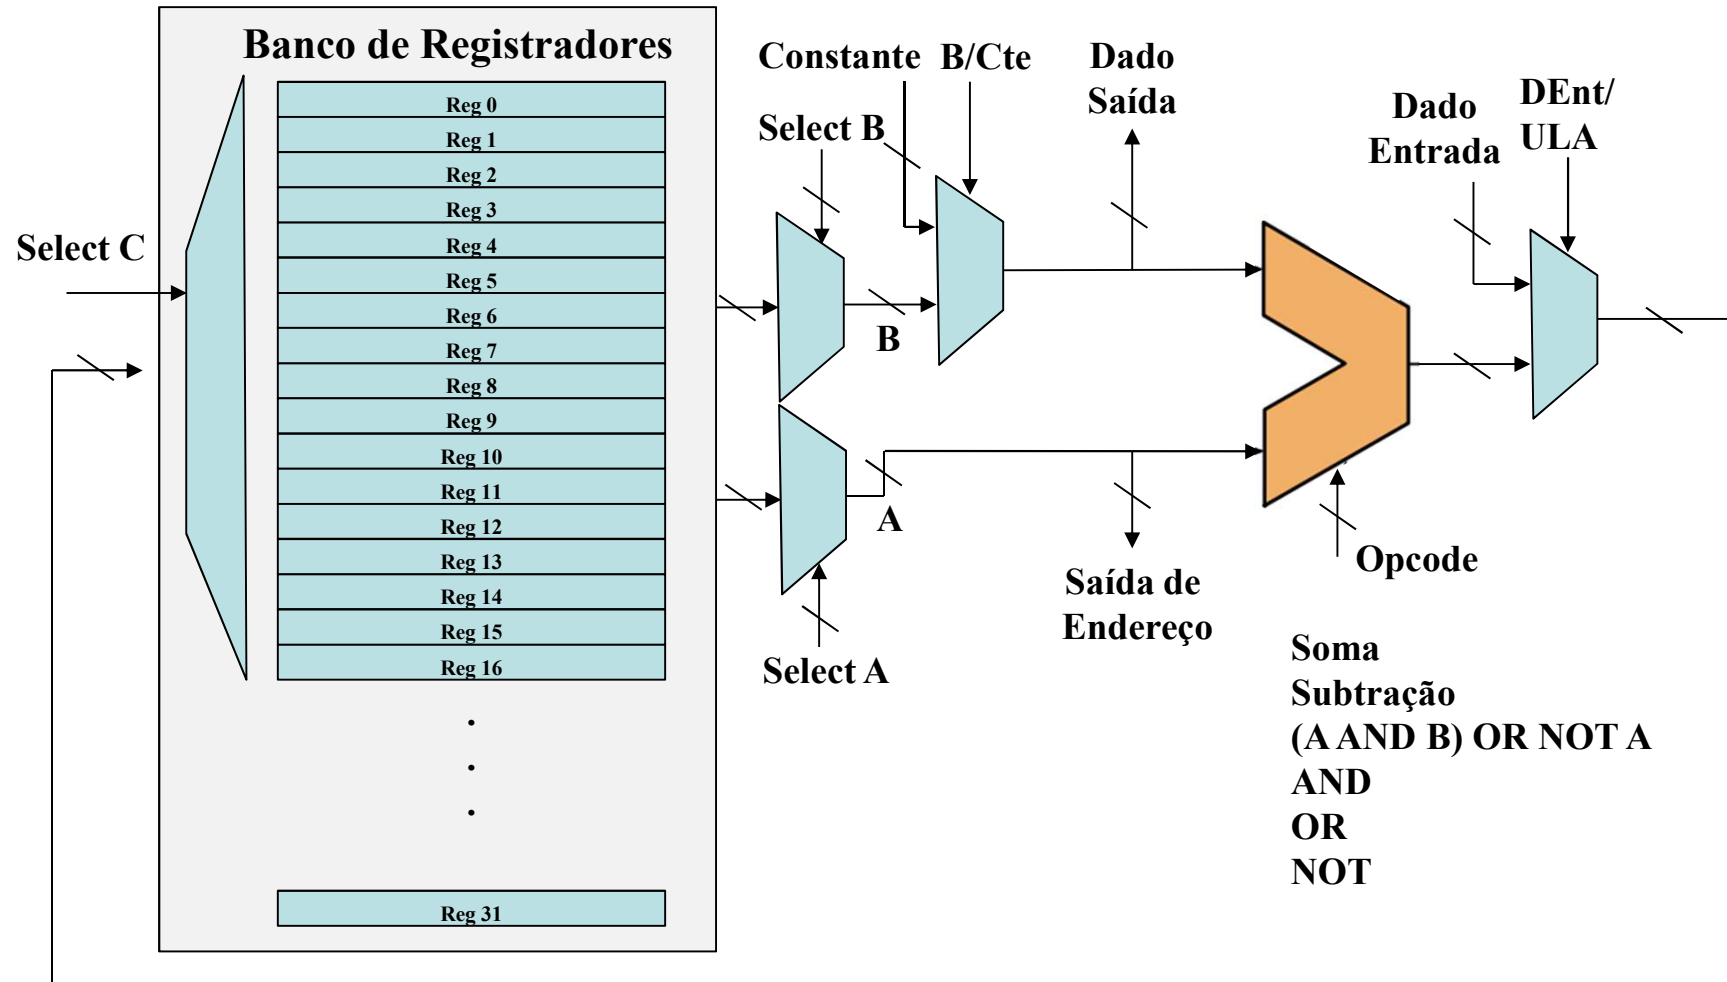 Banco de Registradores
Reg 0
Reg 1
Reg 2
Reg 3
Reg 4
Reg 5
Reg 6
Reg 7
Reg 8
Reg 9
Reg 10
Reg 11
Reg 12
Reg 13
Reg 14
Reg 15
Reg 16
.
.
.
Reg 31
Select C
Constante
B/Cte
Select B
B
A
Select A
Dado
Saída
Saída de
Endereço
Dado
Entrada
DEnt/
ULA
Opcode
Soma
Subtração
(A AND B) OR NOT A
AND
OR
NOT